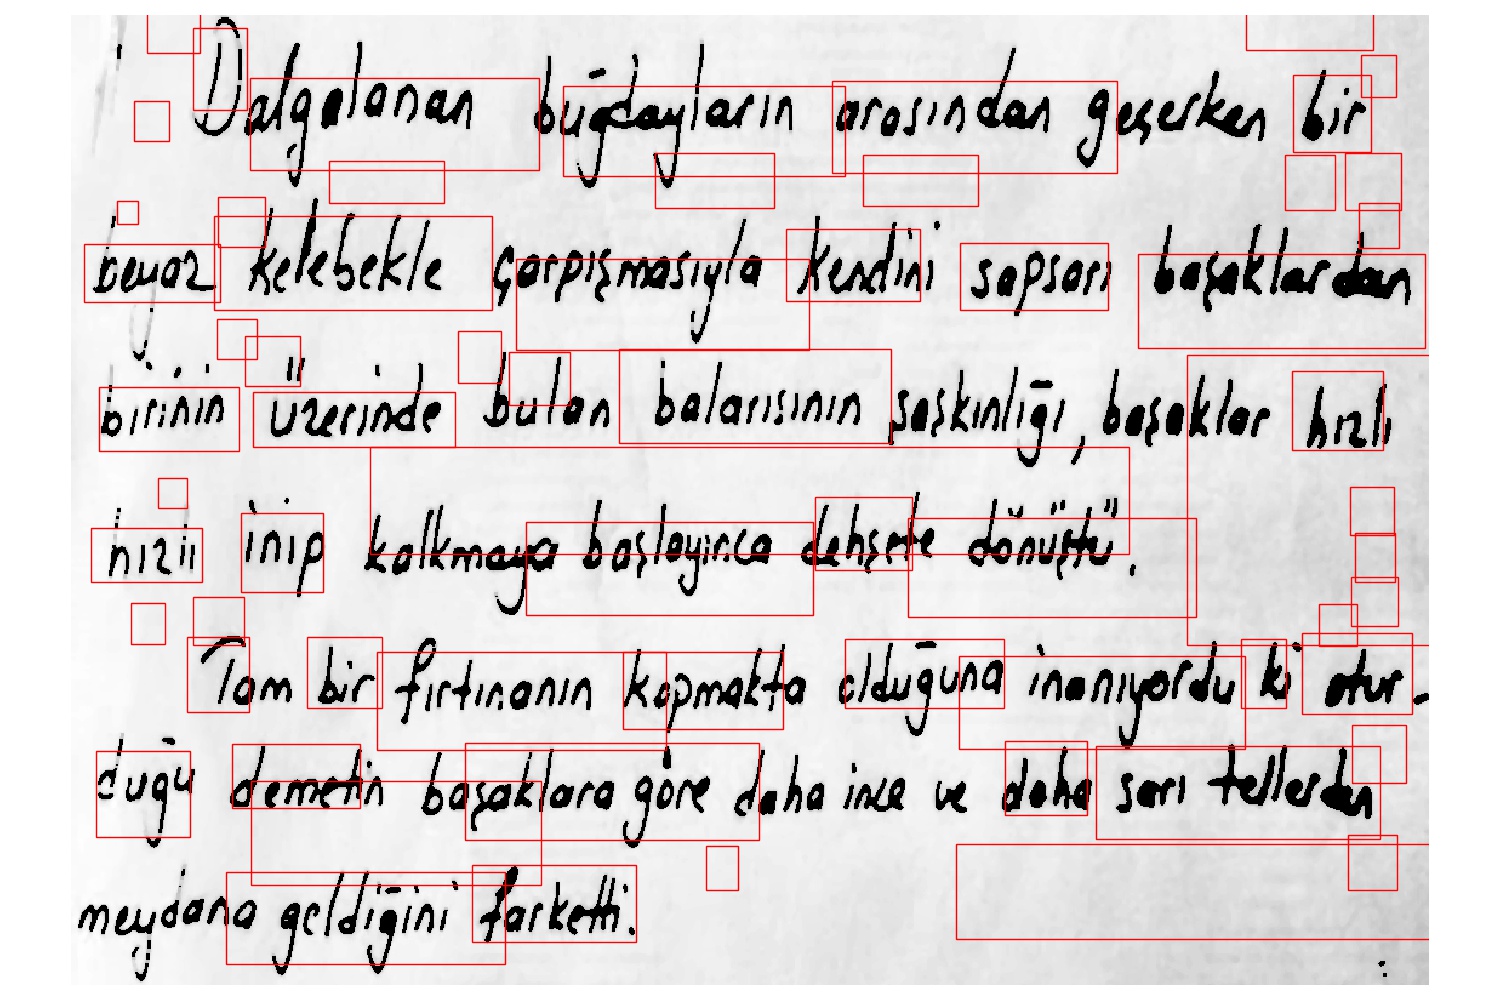 Dalgalanan buğdayların arasından geçerken bir
beyaz kelebekle çarpışmasıyla kendini sapsarı başaklardan
birinin üzerinde bulan balarısının şaşkınlığı, başaklar hızlı
hızlı inip kalkmaya başlayınca dehşete dönüştü.
Tam bir fırtınanın kopmakta olduğuna inanıyordu ki otur-
duğu demetin başaklara göre daha ince ve daha sarı tellerden
meydana geldiğini farketti.